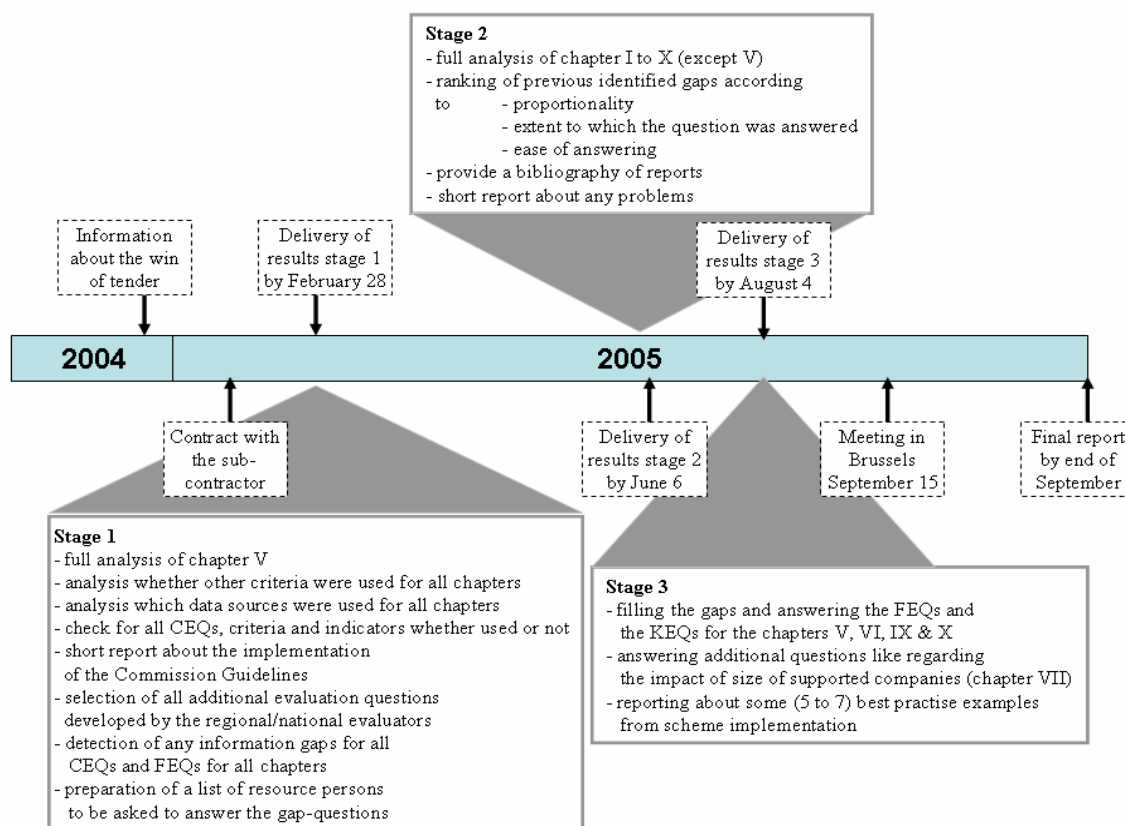 Stage 2
- full analysis of chapter I to X (except V)
- ranking of previous identified gaps according
to - proportionality
- extent to which the question was answered
- ease of answering
- provide a bibliography of reports
- short report about any problems
Information
about the win
of tender
Delivery of
results stage 1
by February 28
Delivery of
results stage 3
by August 4
2004
2005
Contract with
the sub-
contractor
Delivery of
results stage 2
by June 6
Meeting in
Brussels
September 15
Final report
by end of
September
Stage 1
- full analysis of chapter V
- analysis whether other criteria were used for all chapters
- analysis which data sources were used for all chapters
- check for all CEQs, criteria and indicators whether used or not
- short report about the implementation
of the Commission Guidelines
- selection of all additional evaluation questions
developed by the regional/national evaluators
- detection of any information gaps for all
CEQs and FEQs for all chapters
- preparation of a list of resource persons
to be asked to answer the gap-questions
Stage 3
- filling the gaps and answering the FEQs and
the KEQs for the chapters V, VI, IX & X
- answering additional questions like regarding
the impact of size of supported companies (chapter VII)
- reporting about some (5 to 7) best practise examples
from scheme implementation